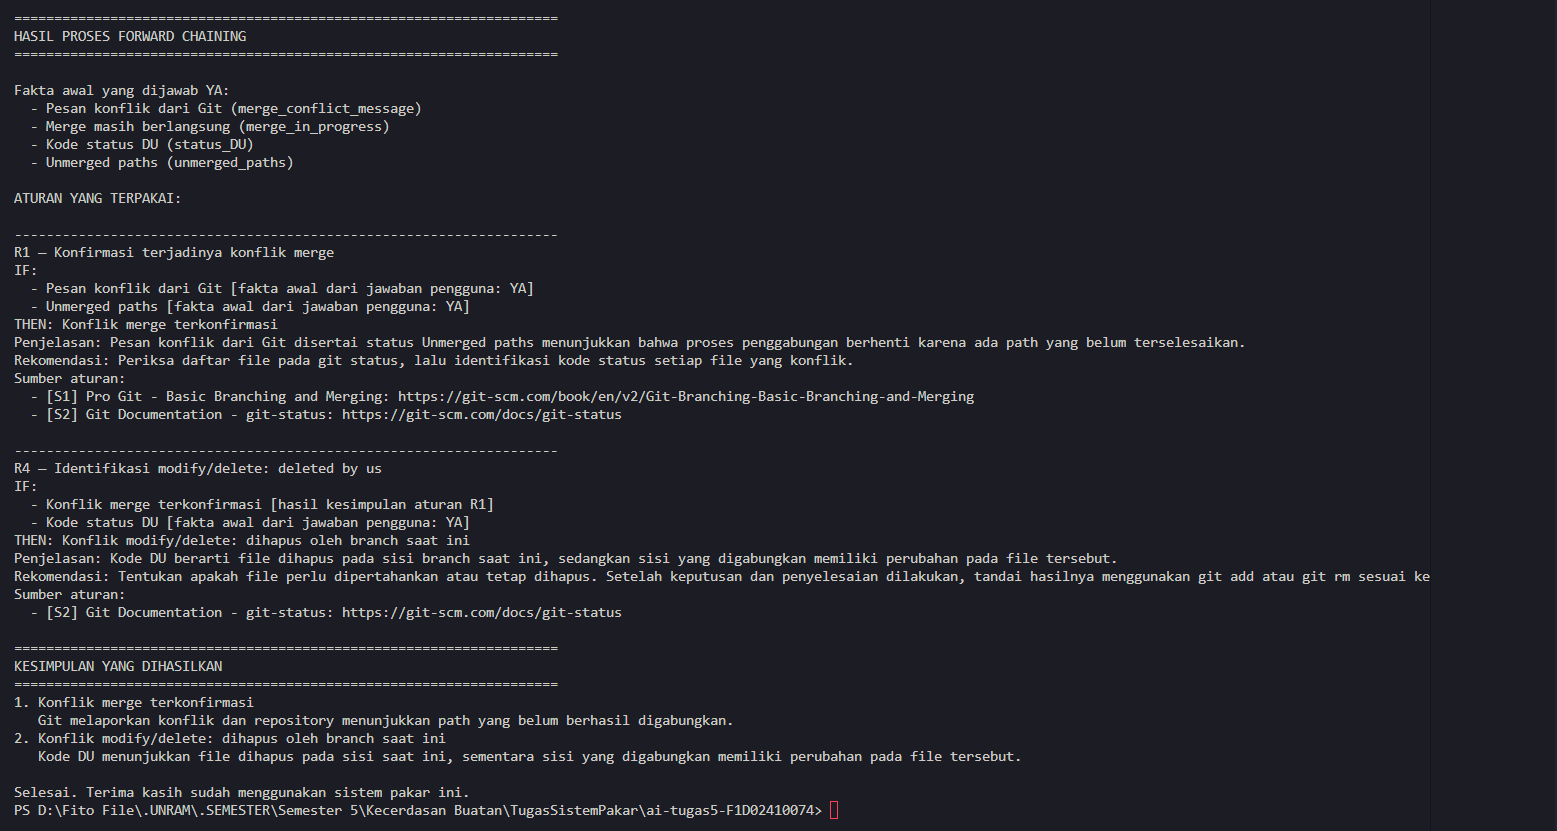 ====================================================================
HASIL PROSES FORWARD CHAINING
====================================================================
Fakta awal yang dijawab YA:
- Pesan konflik dari Git (merge_conflict_message)
- Merge masih berlangsung (merge_in_progress)
- Kode status DU (status_DU)
- Unmerged paths (unmerged_paths)
ATURAN YANG TERPAKAI:
--------------------------------------------------------------------
R1 — Konfirmasi terjadinya konflik merge
IF:
- Pesan konflik dari Git [fakta awal dari jawaban pengguna: YA]
- Unmerged paths [fakta awal dari jawaban pengguna: YA]
THEN: Konflik merge terkonfirmasi
Penjelasan: Pesan konflik dari Git disertai status Unmerged paths menunjukkan bahwa proses penggabungan berhenti karena ada path yang belum terselesaikan.
Rekomendasi: Periksa daftar file pada git status, lalu identifikasi kode status setiap file yang konflik.
Sumber aturan:
- [S1] Pro Git - Basic Branching and Merging: https://git-scm.com/book/en/v2/Git-Branching-Basic-Branching-and-Merging
- [S2] Git Documentation - git-status: https://git-scm.com/docs/git-status
--------------------------------------------------------------------
R4 — Identifikasi modify/delete: deleted by us
IF:
- Konflik merge terkonfirmasi [hasil kesimpulan aturan R1]
- Kode status DU [fakta awal dari jawaban pengguna: YA]
THEN: Konflik modify/delete: dihapus oleh branch saat ini
Penjelasan: Kode DU berarti file dihapus pada sisi branch saat ini, sedangkan sisi yang digabungkan memiliki perubahan pada file tersebut.
Rekomendasi: Tentukan apakah file perlu dipertahankan atau tetap dihapus. Setelah keputusan dan penyelesaian dilakukan, tandai hasilnya menggunakan git add atau git rm sesuai ke
Sumber aturan:
- [S2] Git Documentation - git-status: https://git-scm.com/docs/git-status
====================================================================
KESIMPULAN YANG DIHASILKAN
====================================================================
1. Konflik merge terkonfirmasi
Git melaporkan konflik dan repository menunjukkan path yang belum berhasil digabungkan.
2. Konflik modify/delete: dihapus oleh branch saat ini
Kode DU menunjukkan file dihapus pada sisi saat ini, sementara sisi yang digabungkan memiliki perubahan pada file tersebut.
Selesai. Terima kasih sudah menggunakan sistem pakar ini.
PS D:\Fito File\.UNRAM\.SEMESTER\Semester 5\Kecerdasan Buatan\TugasSistemPakar\ai-tugas5-F1D02410074>